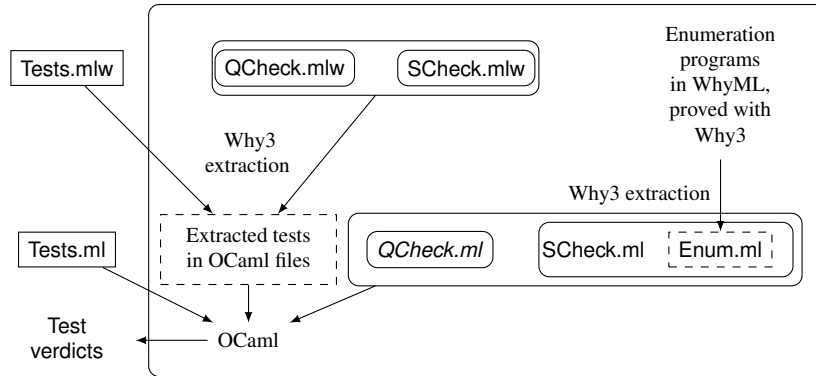 Tests.mlw
QCheck.mlw
SCheck.mlw
Enumeration
programs
in WhyML,
proved with
Why3
Why3
extraction
Why3 extraction
Tests.ml
Extracted tests
in OCaml files
QCheck.ml
SCheck.ml
Enum.ml
Test
verdicts
OCaml